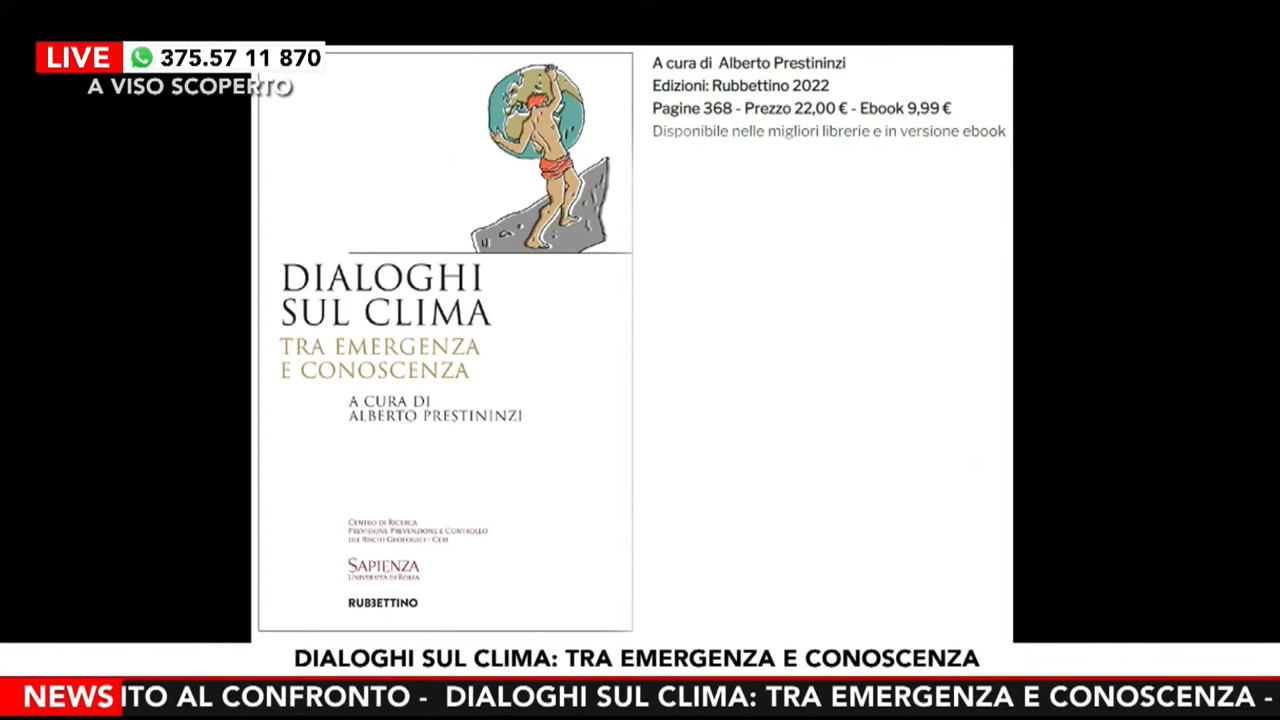 LIVE 375.57 11 870
A VISO SCOPERTO
A cura di Alberto Prestininzi
Edizioni: Rubbettino 2022
Pagine 368 - Prezzo 22,00 € - Ebook 9,99 €
Disponibile nelle migliori librerie e in versione ebook
DIALOGHI
SUL CLIMA
TRA EMERGENZA
E CONOSCENZA
A CURA DI
ALBERTO PRESTININZI
CENTRO DI RICERCA
PREVISIONE PREVENZIONE E CONTROLLO
DEI RISCHI GEOLOGICI - CERI
SAPIENZA
UNIVERSITÀ DI ROMA
RUBBETTINO
DIALOGHI SUL CLIMA: TRA EMERGENZA E CONOSCENZA
NEWS ITO AL CONFRONTO - DIALOGHI SUL CLIMA: TRA EMERGENZA E CONOSCENZA -